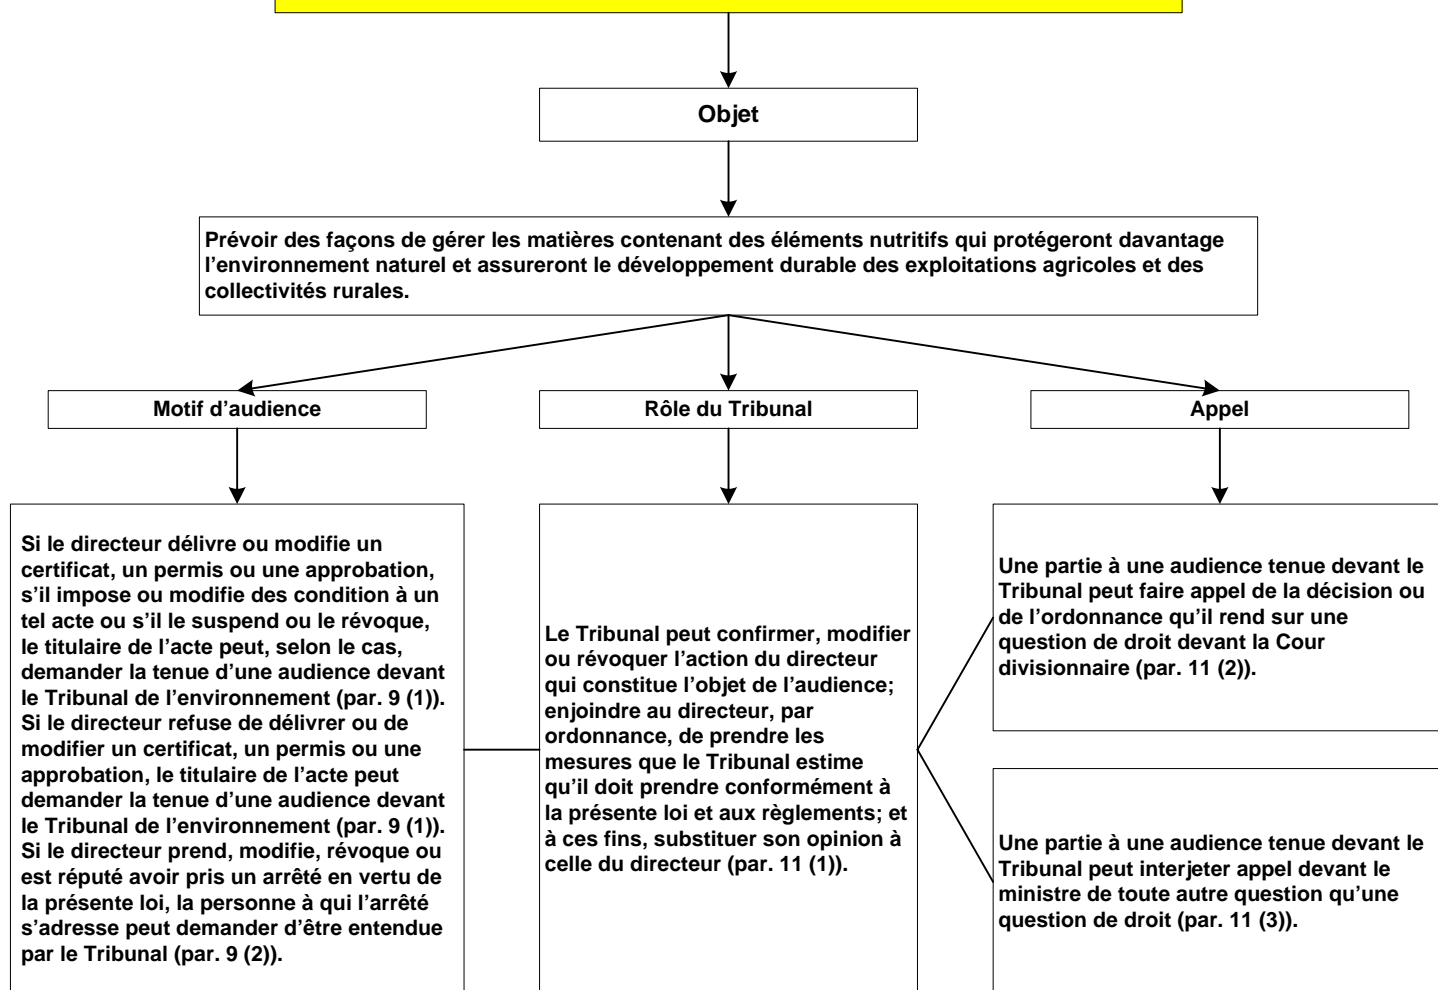 Objet
Prévoir des façons de gérer les matières contenant des éléments nutritifs qui protégeront davantage
l'environnement naturel et assureront le développement durable des exploitations agricoles et des
collectivités rurales.
Motif d'audience
Rôle du Tribunal
Appel
Si le directeur délivre ou modifie un
certificat, un permis ou une approbation,
s'il impose ou modifie des condition à un
tel acte ou s'il le suspend ou le révoque,
le titulaire de l'acte peut, selon le cas,
demander la tenue d'une audience devant
le Tribunal de l'environnement (par. 9 (1)).
Si le directeur refuse de délivrer ou de
modifier un certificat, un permis ou une
approbation, le titulaire de l'acte peut
demander la tenue d'une audience devant
le Tribunal de l'environnement (par. 9 (1)).
Si le directeur prend, modifie, révoque ou
est réputé avoir pris un arrêté en vertu de
la présente loi, la personne à qui l'arrêté
s'adresse peut demander d'être entendue
par le Tribunal (par. 9 (2)).
Le Tribunal peut confirmer, modifier
ou révoquer l'action du directeur
qui constitue l'objet de l'audience;
enjoindre au directeur, par
ordonnance, de prendre les
mesures que le Tribunal estime
qu'il doit prendre conformément à
la présente loi et aux règlements; et
à ces fins, substituer son opinion à
celle du directeur (par. 11 (1)).
Une partie à une audience tenue devant le
Tribunal peut faire appel de la décision ou
de l'ordonnance qu'il rend sur une
question de droit devant la Cour
divisionnaire (par. 11 (2)).
Une partie à une audience tenue devant le
Tribunal peut interjeter appel devant le
ministre de toute autre question qu'une
question de droit (par. 11 (3)).